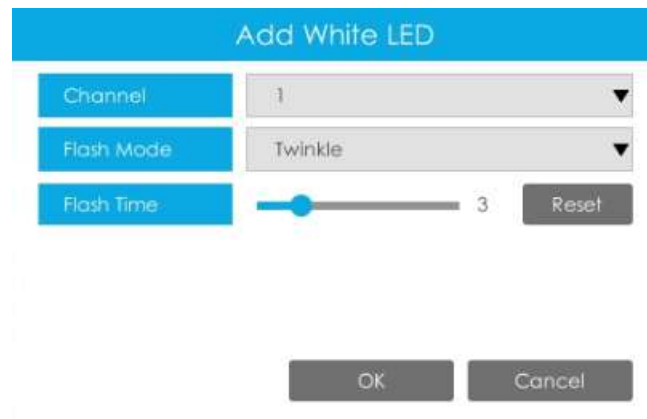 Add White LED
Channel 1
Flash Mode Twinkle
Flash Time 3 Reset
OK Cancel